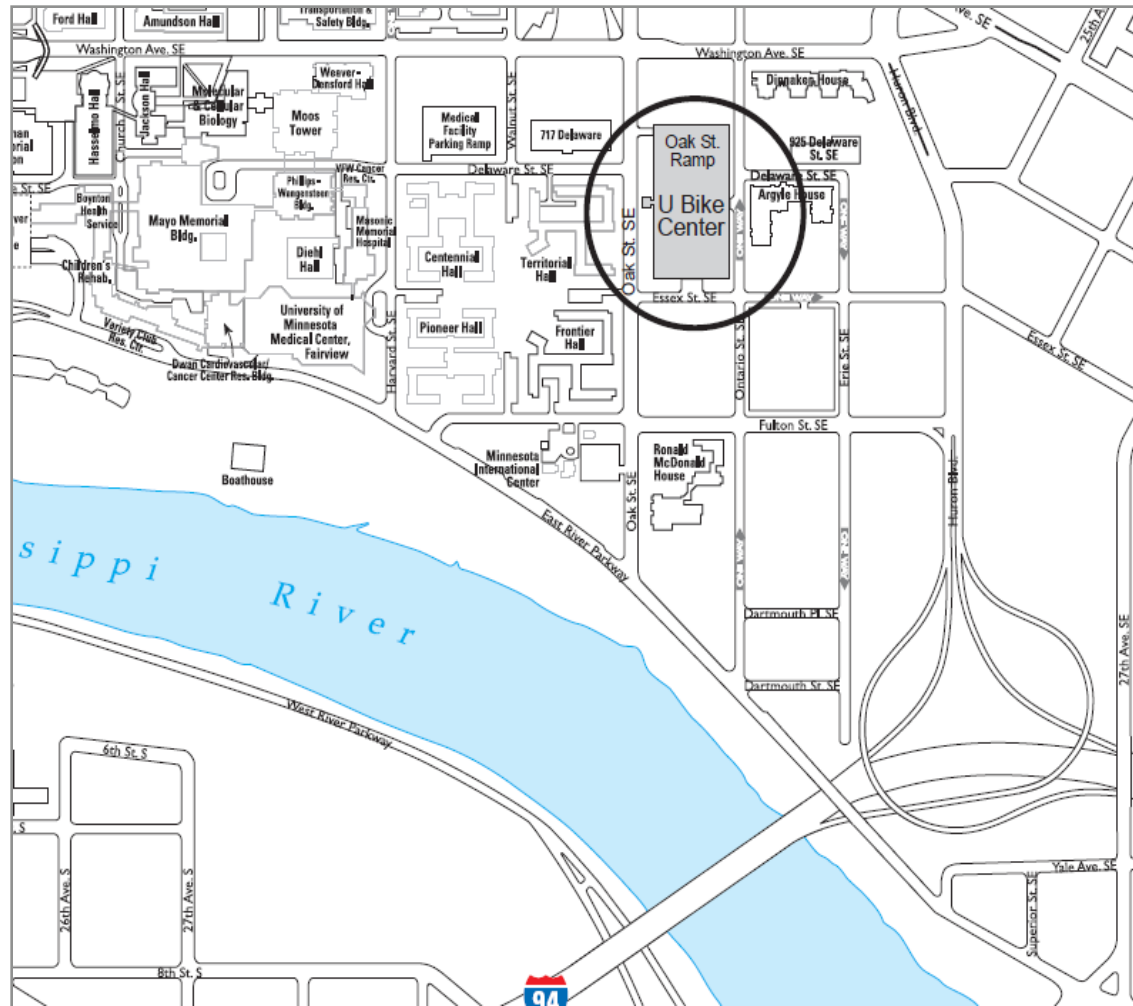 Ford Hall
Amundson Hall
Transportation
& Safety Bldg.
Ave. SE
25th A
Washington Ave. SE
Washington Ave. SE
Hasselmo Hall
Church St. SE
Jackson Hall
Molecular
& Cellular
Biology
Weaver-
Densford Hall
Moos
Tower
Medical
Facility
Parking Ramp
Walnut St. SE
717 Delaware
Oak St.
Ramp
U Bike
Center
Dinnaken House
Huron Blvd.
925 Delaware
St. SE
Delaware St. SE
Delaware St. SE
Argyle House
ONE WAY
ONE WAY
Boynton
Health
Service
Mayo Memorial
Bldg.
Phillips-
Wangensteen
Bldg.
VFW Cancer
Res. Ctr.
Masonic
Memorial
Hospital
Diehl
Hall
Centennial
Hall
Territorial
Hall
Oak St. SE
Essex St. SE
ONE WAY
Essex St. SE
Children's
Rehab.
Variety Club
Res. Ctr.
University of
Minnesota
Medical Center,
Fairview
Dwan Cardiovascular/
Cancer Center Res. Bldg.
Harvard St. SE
Pioneer Hall
Frontier
Hall
Ontario St. SE
Erie St. SE
Fulton St. SE
Boathouse
Minnesota
International
Center
Oak St. SE
Ronald
McDonald
House
Huron Blvd.
East River Parkway
ONE WAY
ONE WAY
ssippi River
Dartmouth Pl. SE
Dartmouth St. SE
27th Ave. SE
West River Parkway
6th St. S
26th Ave. S
27th Ave. S
8th St. S
Yale Ave. SE
Superior St. SE
94